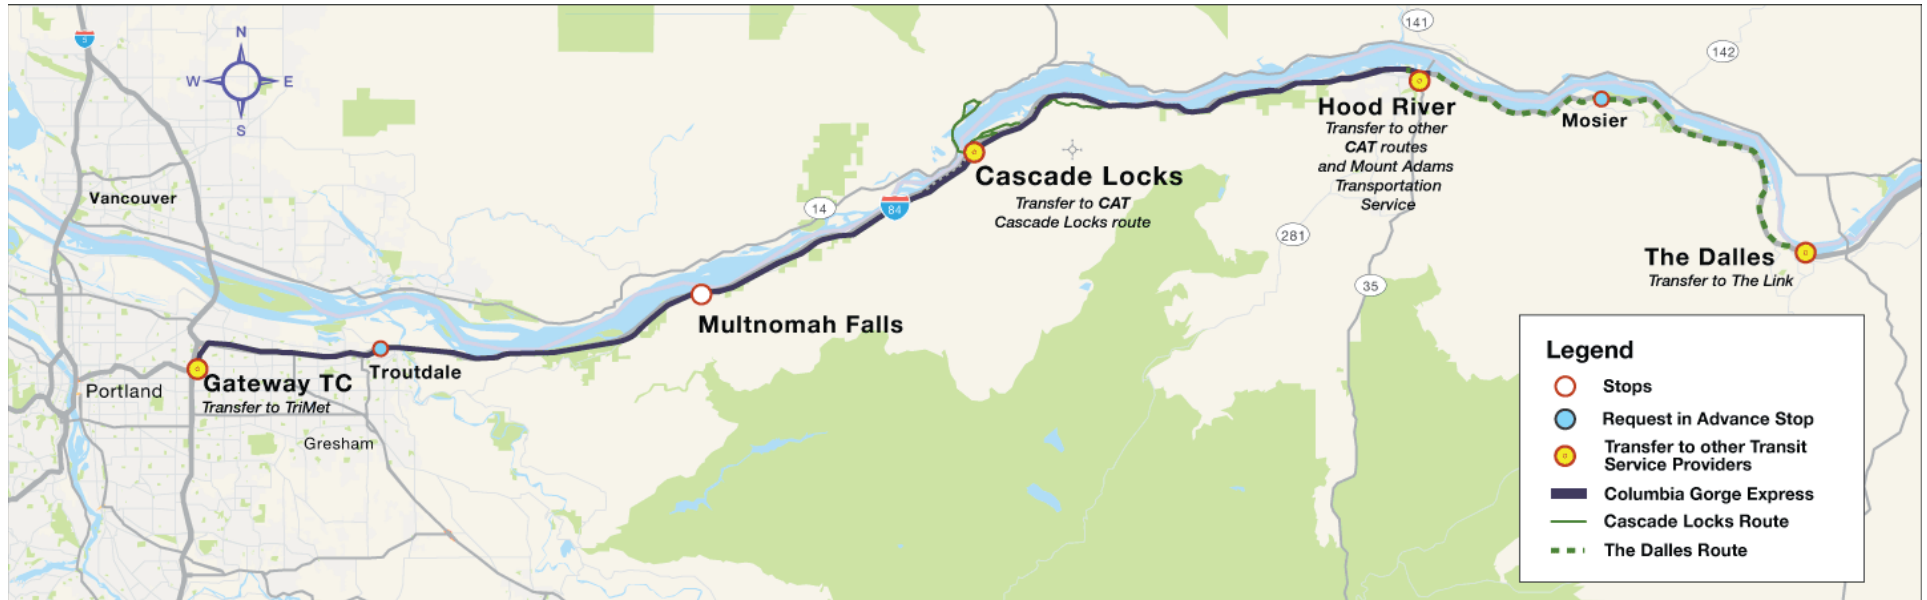 5
N
W
E
S
141
142
Hood River
Transfer to other
CAT routes
and Mount Adams
Transportation
Service
Mosier
Cascade Locks
Transfer to CAT
Cascade Locks route
Vancouver
14
84
281
The Dalles
Transfer to The Link
35
Multnomah Falls
Troutdale
Gateway TC
Transfer to TriMet
Portland
Gresham
Legend
Stops
Request in Advance Stop
Transfer to other Transit
Service Providers
Columbia Gorge Express
Cascade Locks Route
The Dalles Route